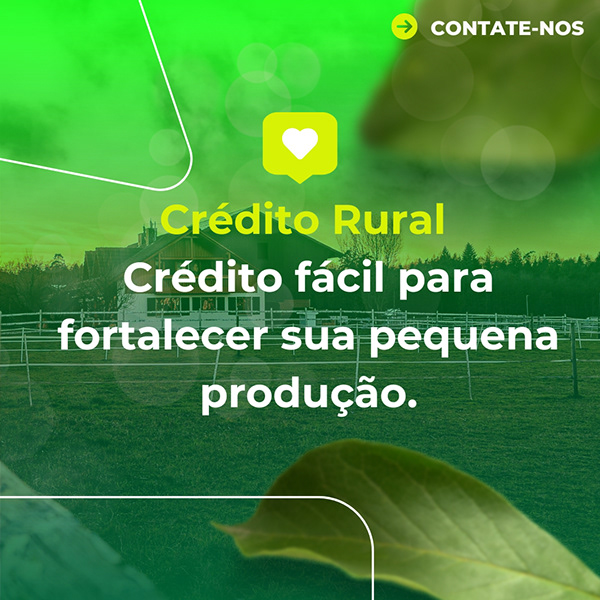 CONTATE-NOS
Crédito Rural
Crédito fácil para
fortalecer sua pequena
produção.